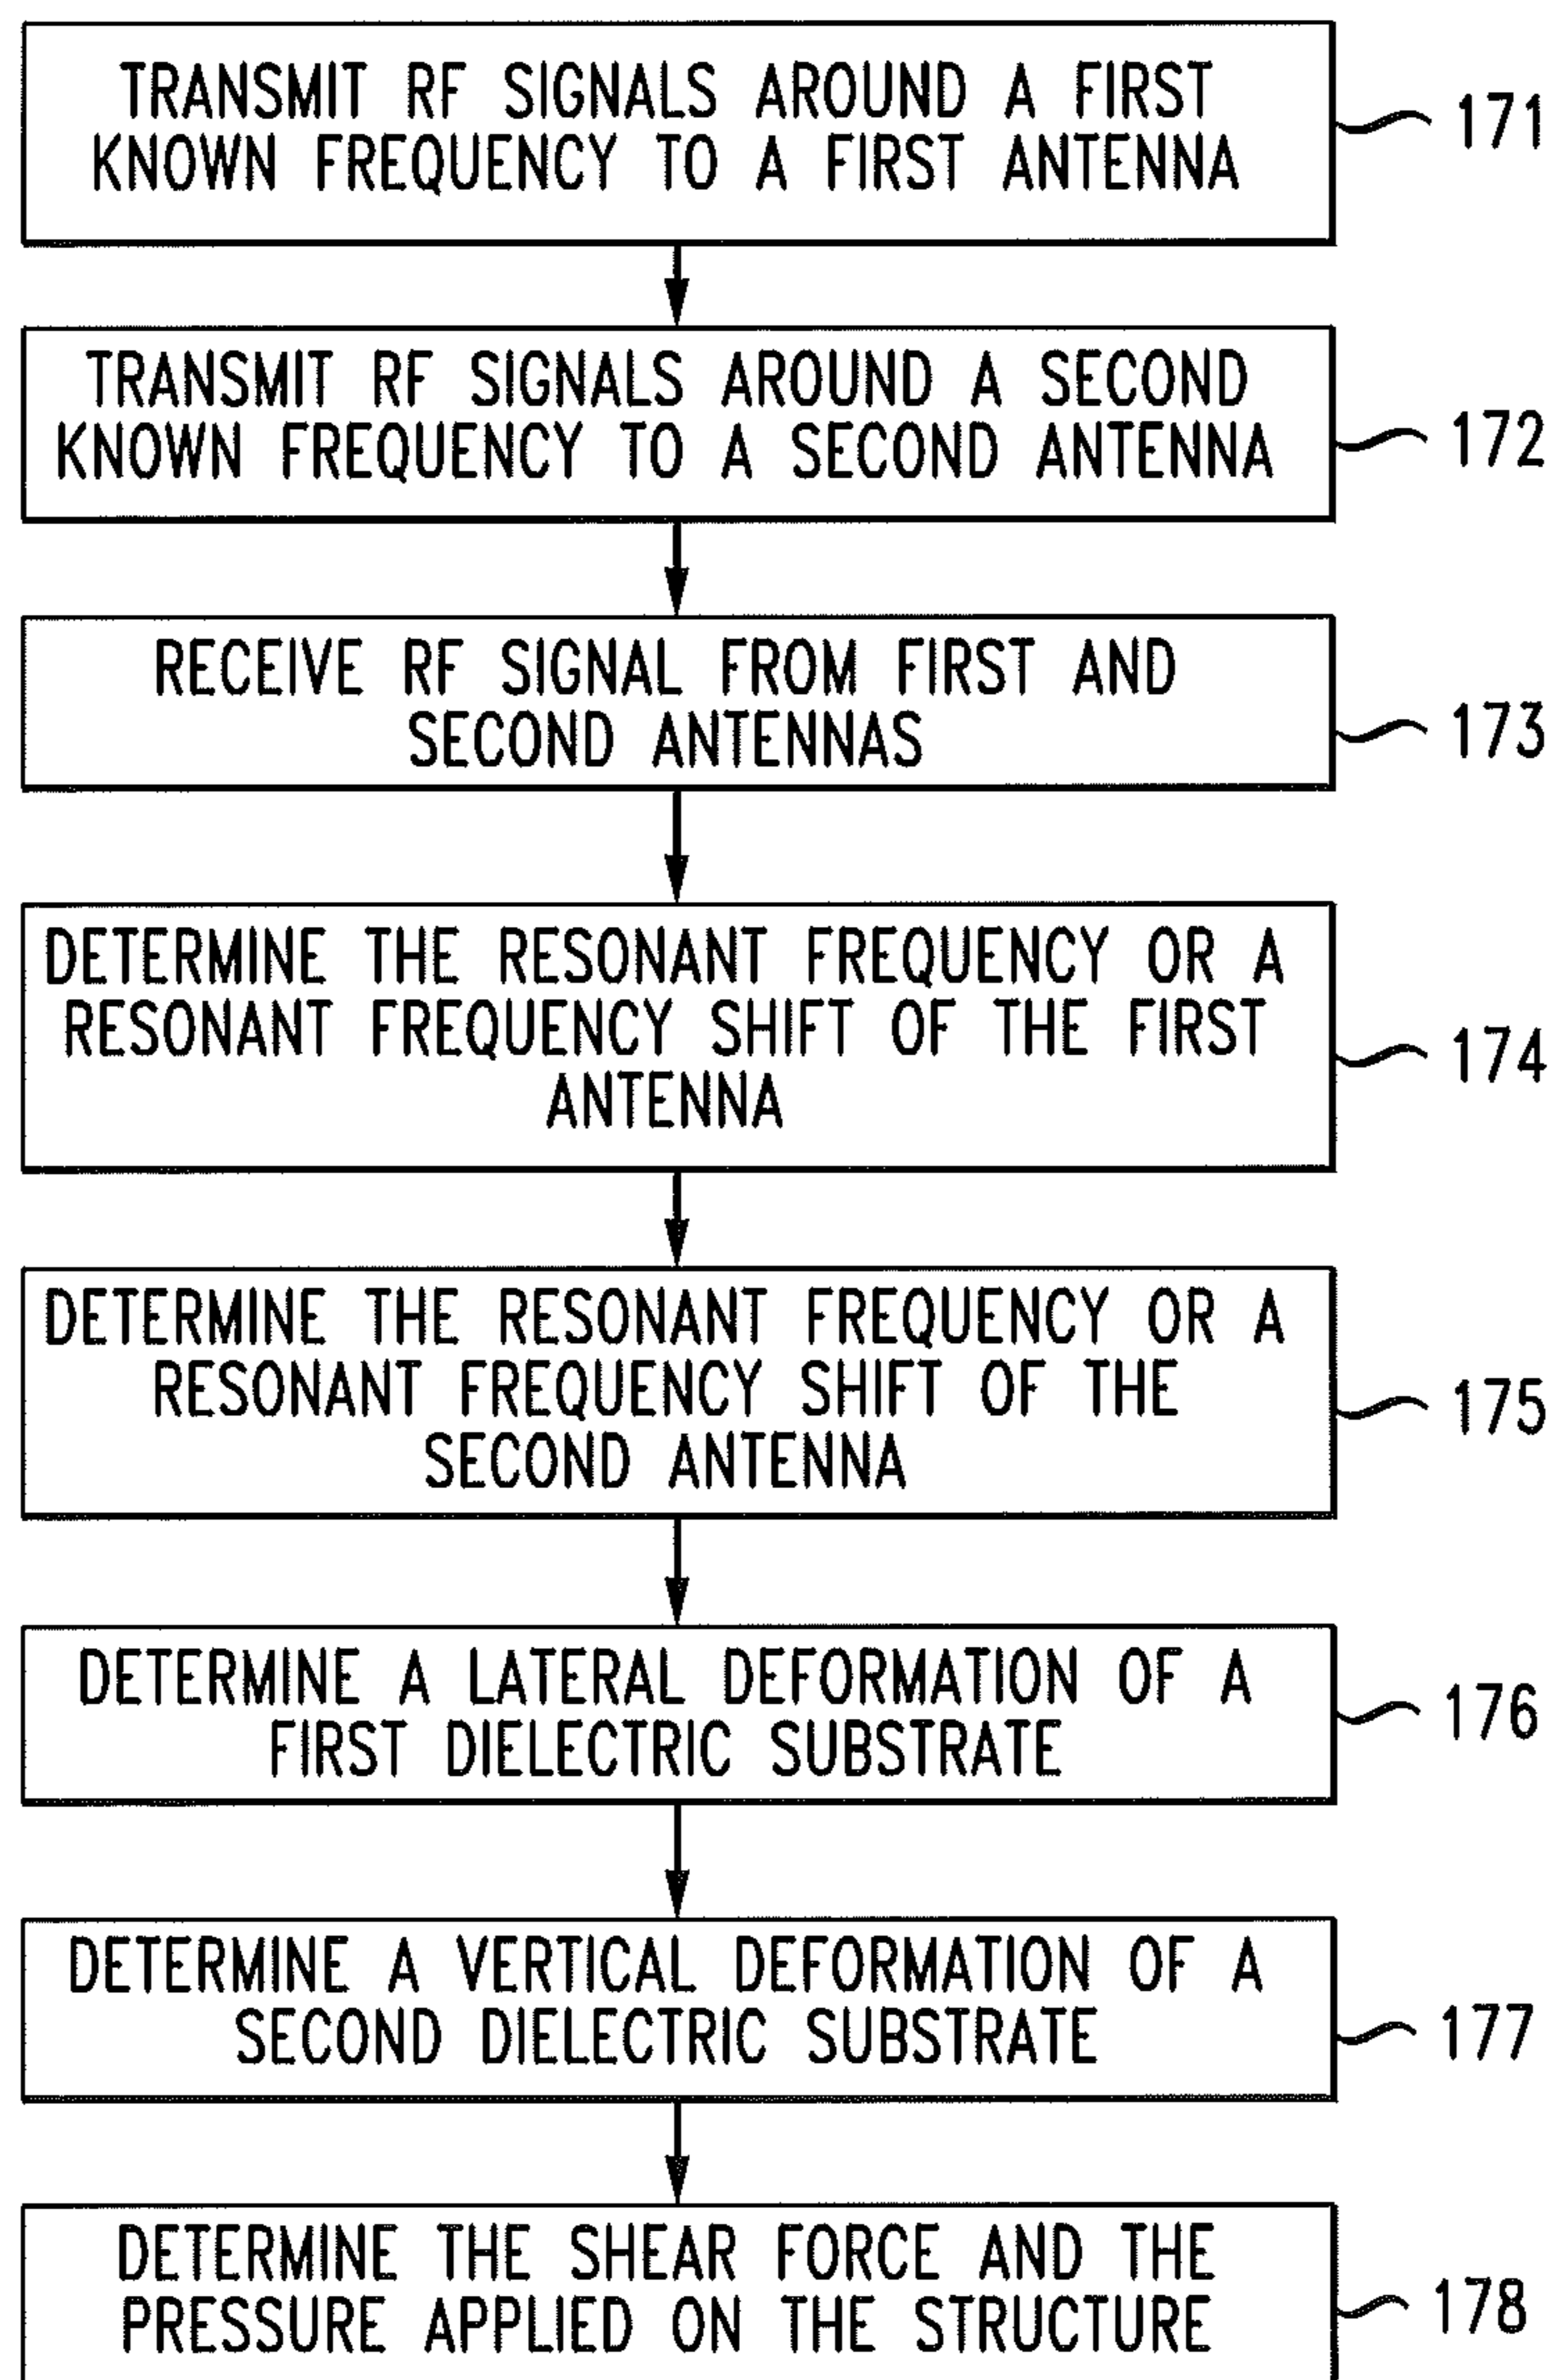 TRANSMIT RF SIGNALS AROUND A FIRST
KNOWN FREQUENCY TO A FIRST ANTENNA
171
TRANSMIT RF SIGNALS AROUND A SECOND
KNOWN FREQUENCY TO A SECOND ANTENNA
172
RECEIVE RF SIGNAL FROM FIRST AND
SECOND ANTENNAS
173
DETERMINE THE RESONANT FREQUENCY OR A
RESONANT FREQUENCY SHIFT OF THE FIRST
ANTENNA
174
DETERMINE THE RESONANT FREQUENCY OR A
RESONANT FREQUENCY SHIFT OF THE
SECOND ANTENNA
175
DETERMINE A LATERAL DEFORMATION OF A
FIRST DIELECTRIC SUBSTRATE
176
DETERMINE A VERTICAL DEFORMATION OF A
SECOND DIELECTRIC SUBSTRATE
177
DETERMINE THE SHEAR FORCE AND THE
PRESSURE APPLIED ON THE STRUCTURE
178